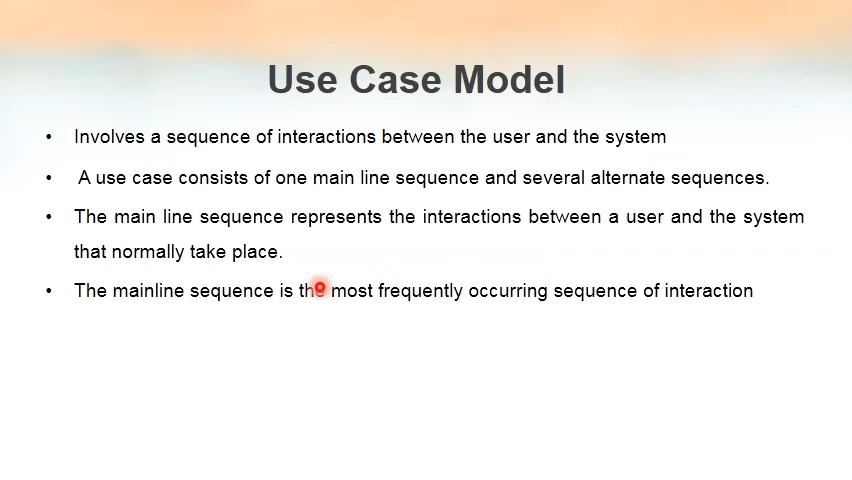 Use Case Model
• Involves a sequence of interactions between the user and the system
• A use case consists of one main line sequence and several alternate sequences.
• The main line sequence represents the interactions between a user and the system
that normally take place.
• The mainline sequence is the most frequently occurring sequence of interaction